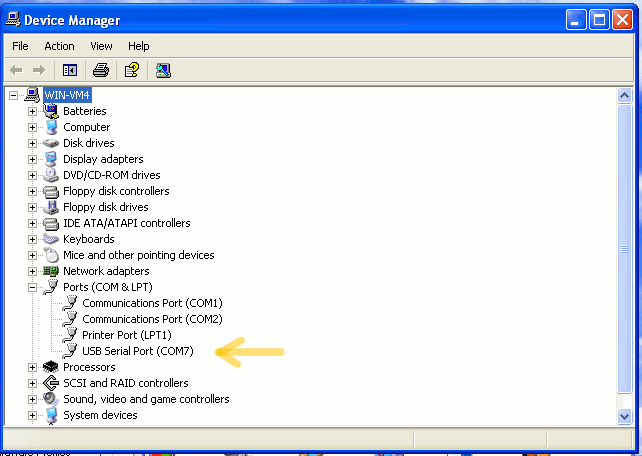 Device Manager
File Action View Help
WIN-VM4
Batteries
Computer
Disk drives
Display adapters
DVD/CD-ROM drives
Floppy disk controllers
Floppy disk drives
IDE ATA/ATAPI controllers
Keyboards
Mice and other pointing devices
Network adapters
Ports (COM & LPT)
Communications Port (COM1)
Communications Port (COM2)
Printer Port (LPT1)
USB Serial Port (COM7)
Processors
SCSI and RAID controllers
Sound, video and game controllers
System devices